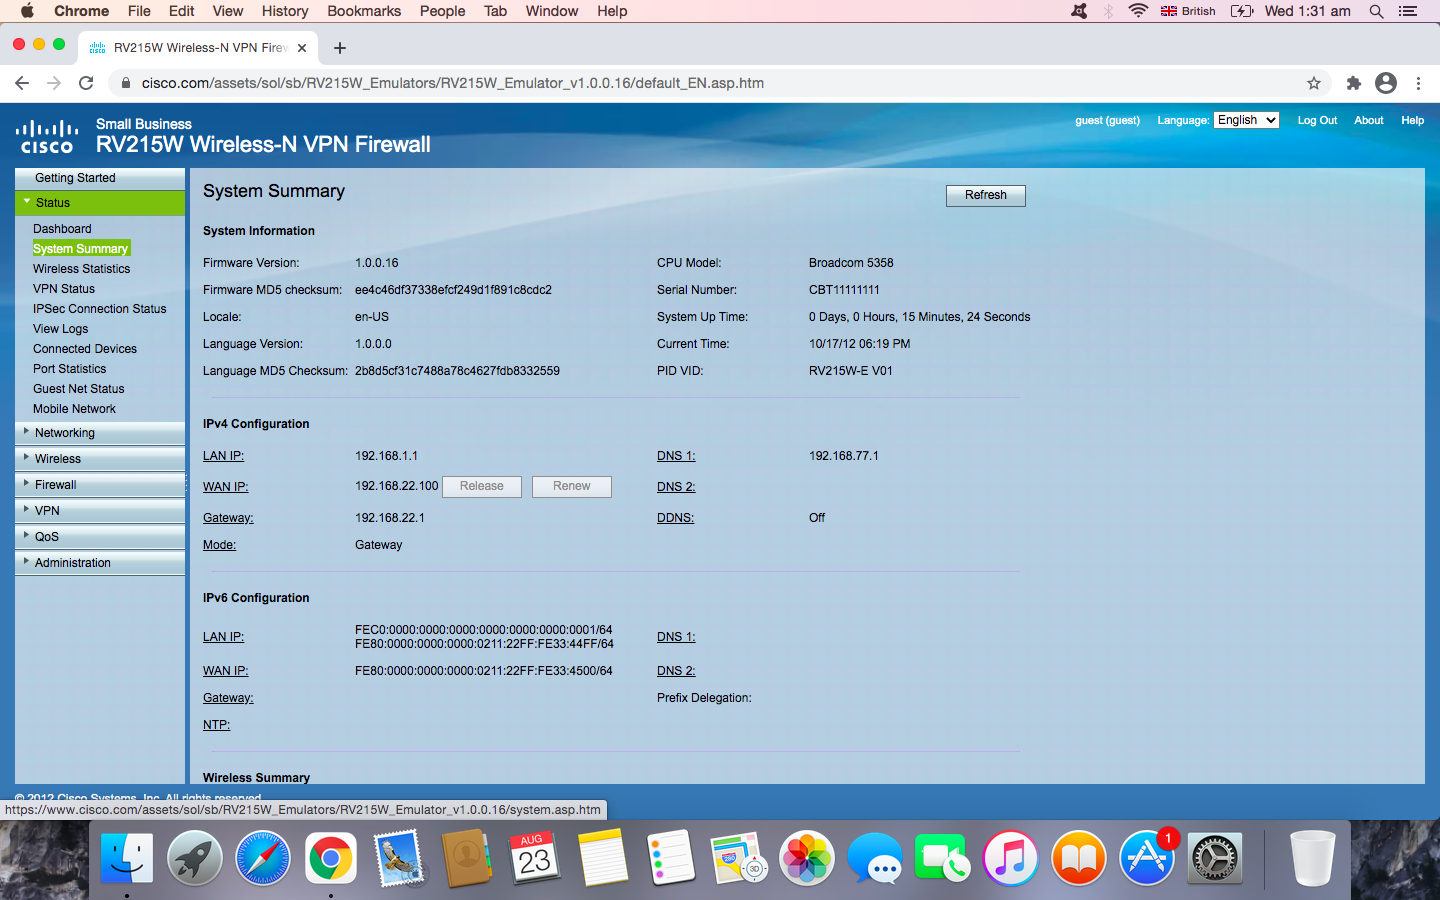 Chrome File Edit View History Bookmarks People Tab Window Help British Wed 1:31 am
RV215W Wireless-N VPN Firew
cisco.com/assets/sol/sb/RV215W_Emulators/RV215W_Emulator_v1.0.0.16/default_EN.asp.htm
Small Business
cisco RV215W Wireless-N VPN Firewall
guest (guest) Language: English Log Out About Help
Getting Started
Status
Dashboard
System Summary
Wireless Statistics
VPN Status
IPSec Connection Status
View Logs
Connected Devices
Port Statistics
Guest Net Status
Mobile Network
Networking
Wireless
Firewall
VPN
QoS
Administration
System Summary Refresh
System Information
Firmware Version: 1.0.0.16 CPU Model: Broadcom 5358
Firmware MD5 checksum: ee4c46df37338efcf249d1f891c8cdc2 Serial Number: CBT11111111
Locale: en-US System Up Time: 0 Days, 0 Hours, 15 Minutes, 24 Seconds
Language Version: 1.0.0.0 Current Time: 10/17/12 06:19 PM
Language MD5 Checksum: 2b8d5cf31c7488a78c4627fdb8332559 PID VID: RV215W-E V01
IPv4 Configuration
LAN IP: 192.168.1.1 DNS 1: 192.168.77.1
WAN IP: 192.168.22.100 Release Renew DNS 2:
Gateway: 192.168.22.1 DDNS: Off
Mode: Gateway
IPv6 Configuration
LAN IP: FEC0:0000:0000:0000:0000:0000:0000:0001/64 DNS 1:
FE80:0000:0000:0000:0211:22FF:FE33:44FF/64
WAN IP: FE80:0000:0000:0000:0211:22FF:FE33:4500/64 DNS 2:
Gateway: Prefix Delegation:
NTP:
Wireless Summary
© 2012 Cisco Systems, Inc. All rights reserved.
https://www.cisco.com/assets/sol/sb/RV215W_Emulators/RV215W_Emulator_v1.0.0.16/system.asp.htm
AUG
23
280
3D
1